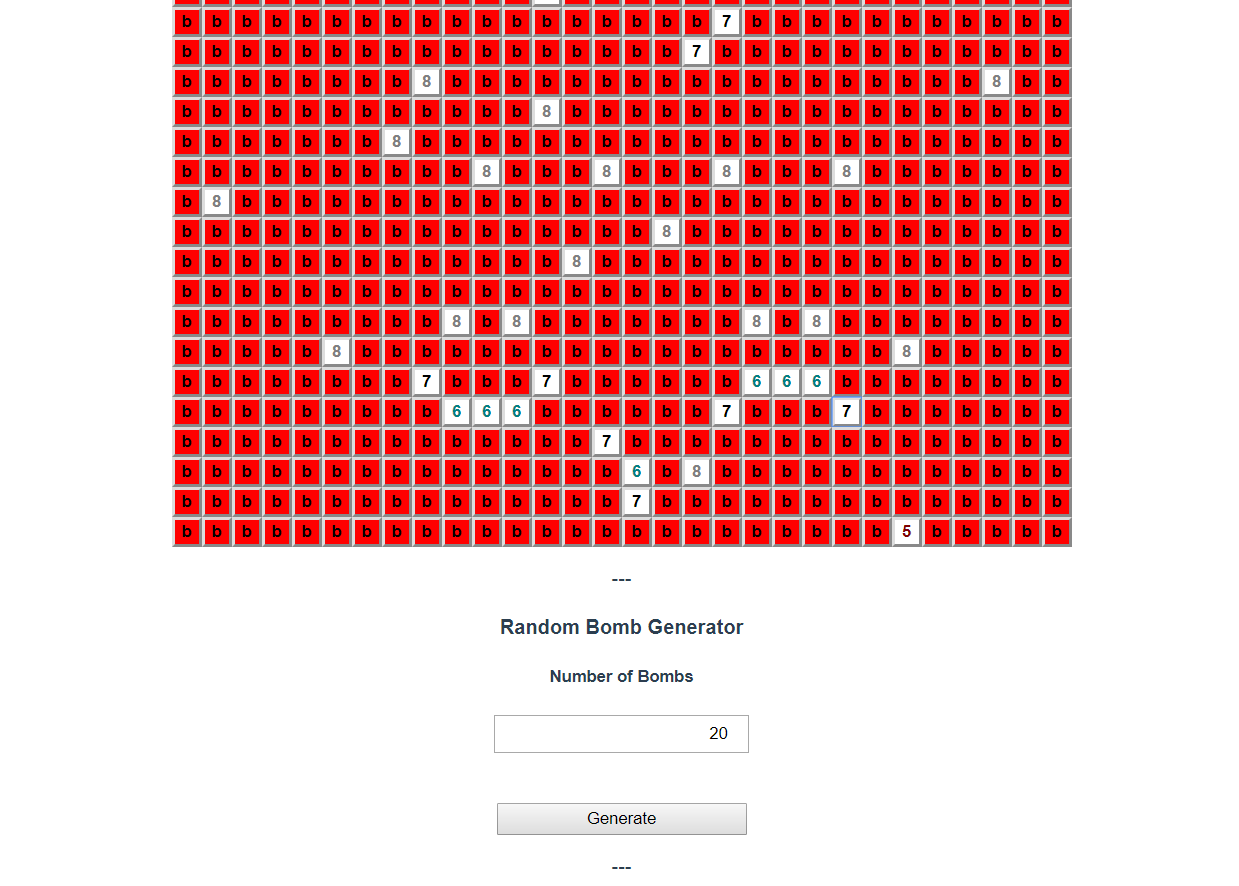 b b b b b b b b b b b b b b b b b b 7 b b b b b b b b b b b
b b b b b b b b b b b b b b b b b 7 b b b b b b b b b b b b
b b b b b b b b 8 b b b b b b b b b b b b b b b b b b 8 b b
b b b b b b b b b b b b 8 b b b b b b b b b b b b b b b b b
b b b b b b b 8 b b b b b b b b b b b b b b b b b b b b b b
b b b b b b b b b b 8 b b b 8 b b b 8 b b b 8 b b b b b b b
b 8 b b b b b b b b b b b b b b b b b b b b b b b b b b b b
b b b b b b b b b b b b b b b b 8 b b b b b b b b b b b b b
b b b b b b b b b b b b b 8 b b b b b b b b b b b b b b b b
b b b b b b b b b b b b b b b b b b b b b b b b b b b b b b
b b b b b b b b b 8 b 8 b b b b b b b 8 b 8 b b b b b b b b
b b b b b 8 b b b b b b b b b b b b b b b b b b 8 b b b b b
b b b b b b b b 7 b b b 7 b b b b b b 6 6 6 b b b b b b b b
b b b b b b b b b 6 6 6 b b b b b b 7 b b b 7 b b b b b b b
b b b b b b b b b b b b b b 7 b b b b b b b b b b b b b b b
b b b b b b b b b b b b b b b 6 b 8 b b b b b b b b b b b b
b b b b b b b b b b b b b b b 7 b b b b b b b b b b b b b b
b b b b b b b b b b b b b b b b b b b b b b b b 5 b b b b b
---
Random Bomb Generator
Number of Bombs
20
Generate
---